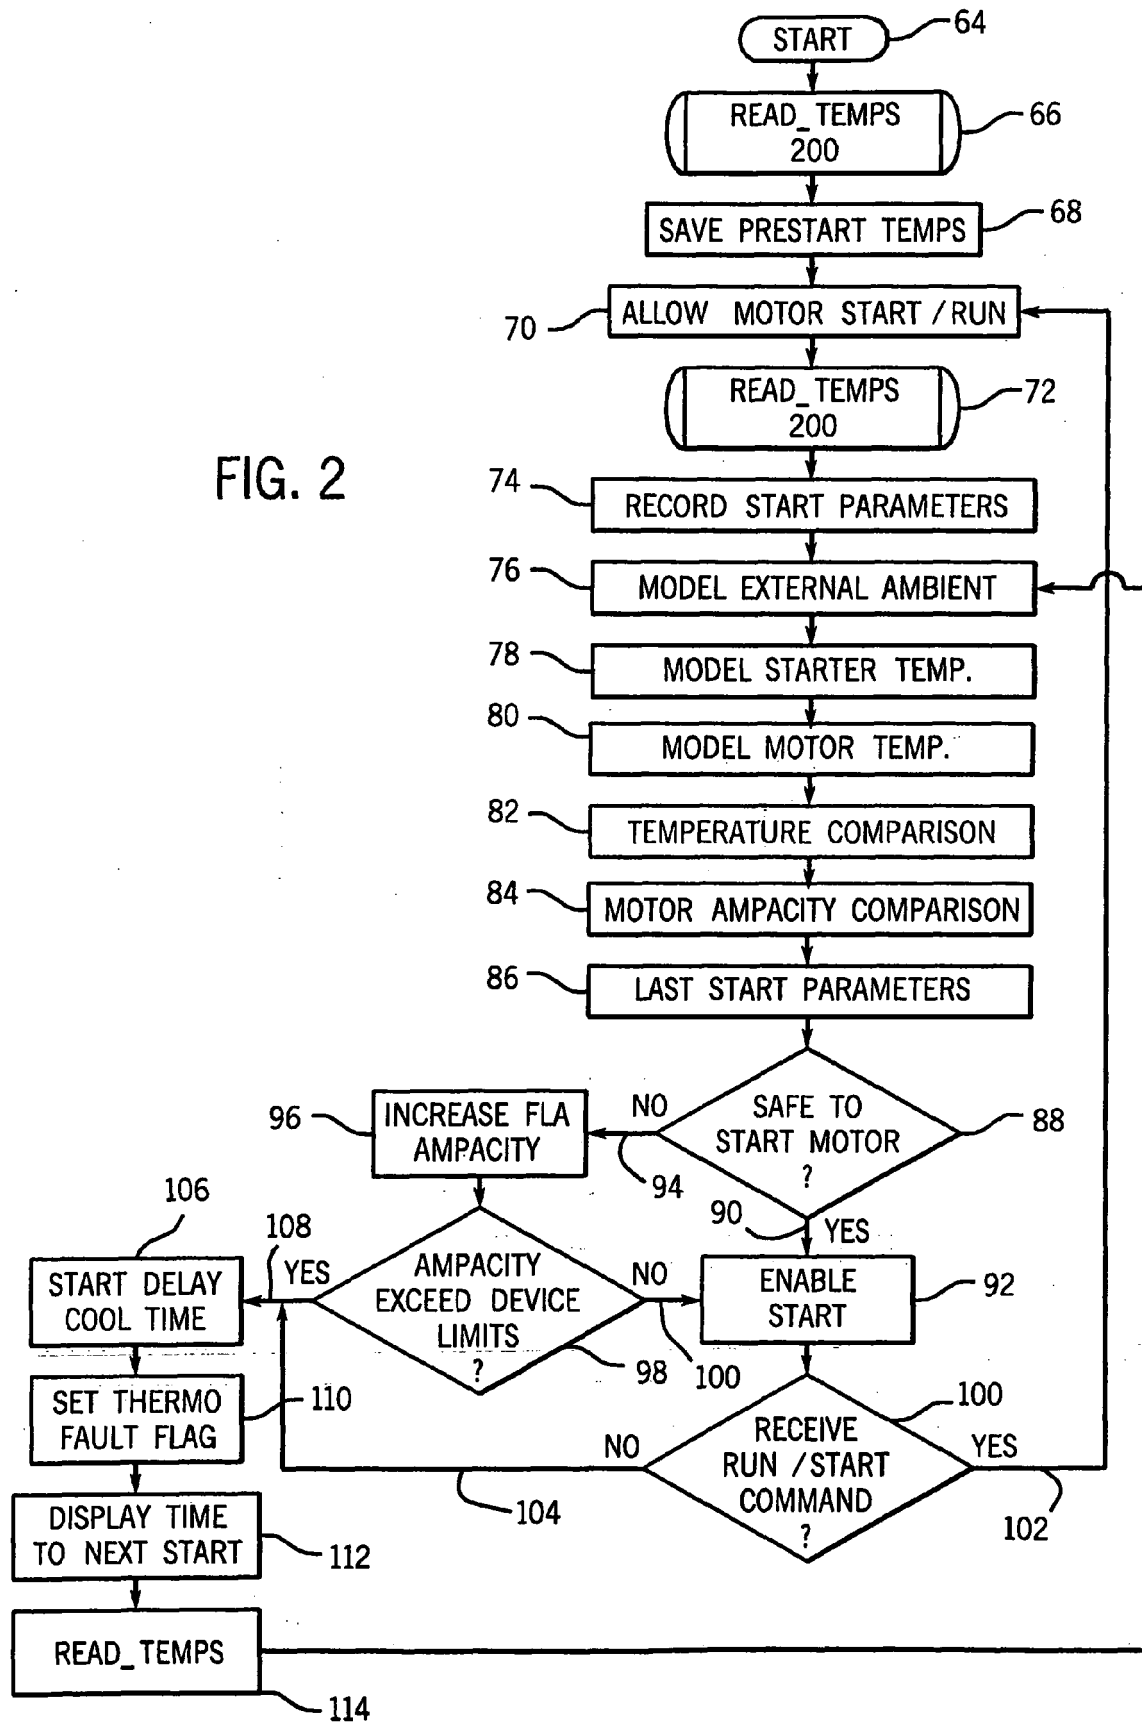 START
64
READ_TEMPS
200
66
SAVE PRESTART TEMPS
68
ALLOW MOTOR START / RUN
70
READ_TEMPS
200
72
FIG. 2
74
RECORD START PARAMETERS
76
MODEL EXTERNAL AMBIENT
78
MODEL STARTER TEMP.
80
MODEL MOTOR TEMP.
82
TEMPERATURE COMPARISON
84
MOTOR AMPACITY COMPARISON
86
LAST START PARAMETERS
SAFE TO
START MOTOR
?
88
NO
94
90
YES
96
INCREASE FLA
AMPACITY
AMPACITY
EXCEED DEVICE
LIMITS
?
98
NO
100
YES
108
ENABLE
START
92
RECEIVE
RUN / START
COMMAND
?
100
YES
102
NO
104
106
START DELAY
COOL TIME
SET THERMO
FAULT FLAG
110
DISPLAY TIME
TO NEXT START
112
READ_TEMPS
114